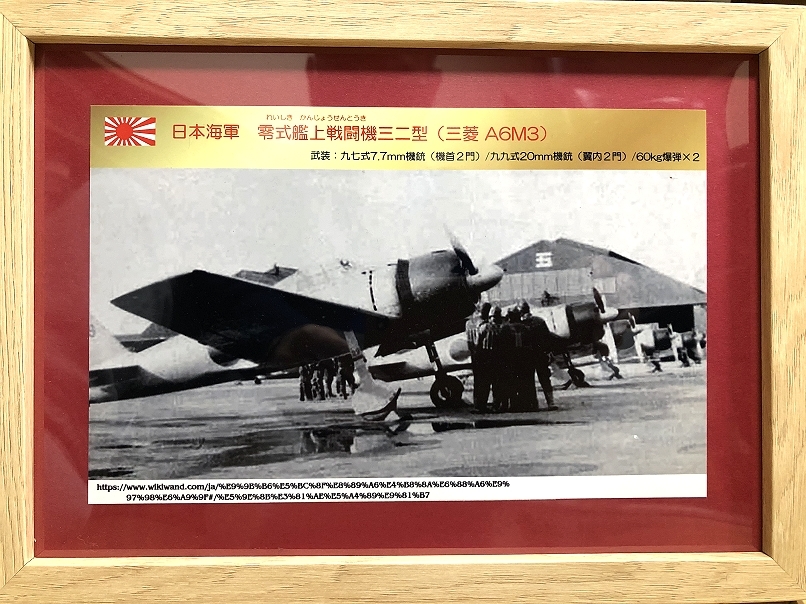 れいしき かんじょうせんとうき
日本海軍 零式艦上戦闘機三二型（三菱 A6M3）
武装：九七式7.7mm機銃（機首2門）/九九式20mm機銃（翼内2門）/60kg爆弾×2
五
https://www.wikiwand.com/ja/%E9%9B%B6%E5%BC%8F%E8%89%A6%E4%B8%8A%E6%88%A6%E9%
97%98%E6%A9%9F#/%E5%9E%8B%E3%81%AE%E5%A4%89%E9%81%B7